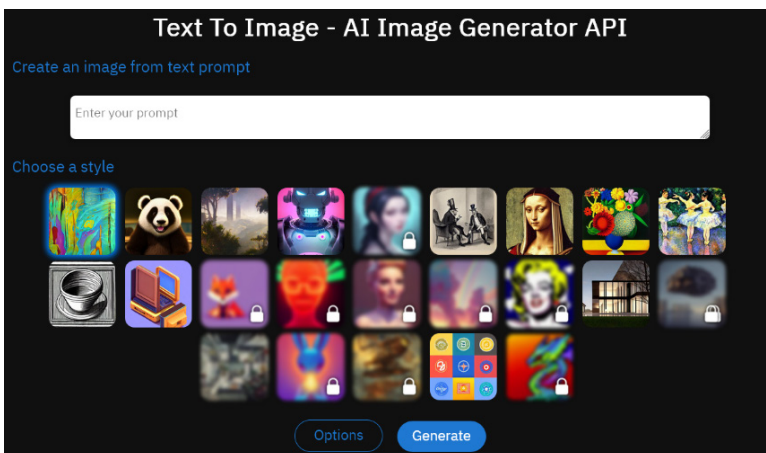 Text To Image - AI Image Generator API
Create an image from text prompt
Enter your prompt
Choose a style
Options
Generate